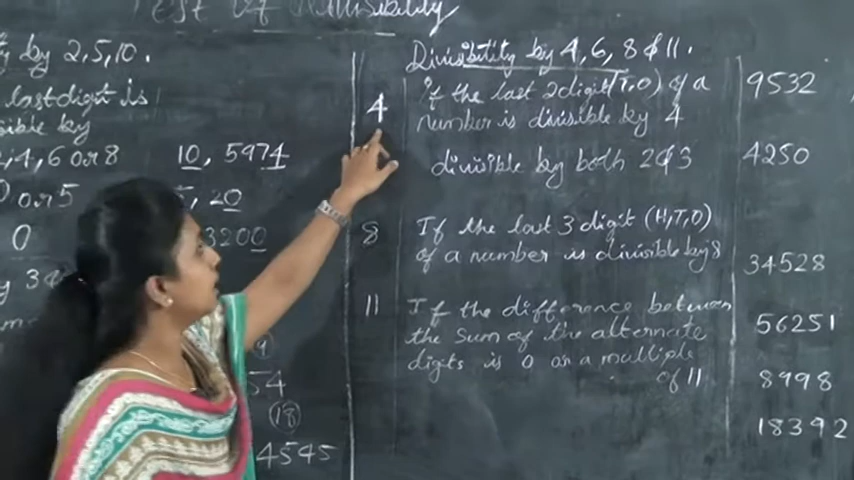 Test of Divisibility
by 2,5,10.
last digit is
by
2,4,6 or 8
10, 5974
0 or 5
, 20
0
3200
54
18
4545
Divisibility by 4, 6, 8 & 11.
4 If the last 2 digit (T,O) of a 9532
number is divisible by 4
divisible by both 2 & 3 4250
8 If the last 3 digit (H,T,O)
of a number is divisible by 8 34528
11 If the difference between
the sum of the alternate 56251
digits is 0 or a multiple 8998
of 11
18392